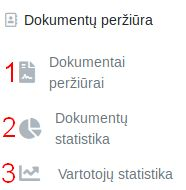 Dokumentų peržiūra
1 Dokumentai
peržiūrai
2 Dokumentų
statistika
3 Vartotojų statistika